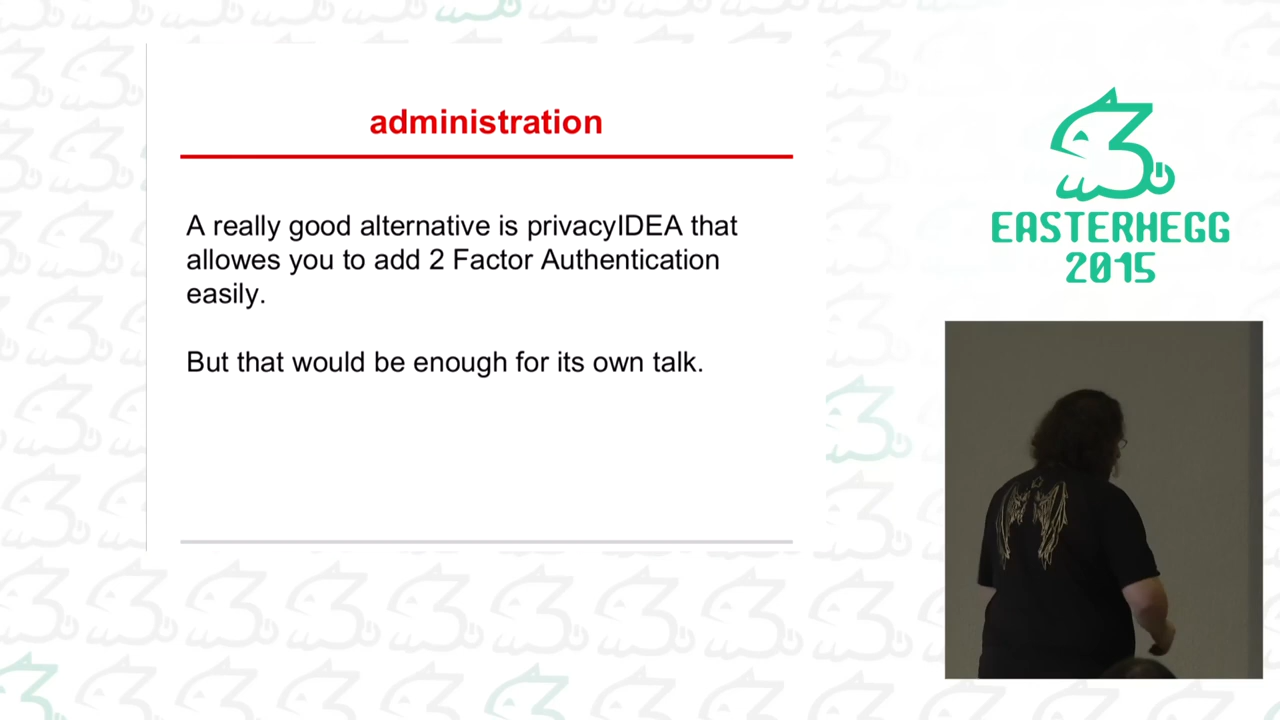 administration
A really good alternative is privacyIDEA that
allowes you to add 2 Factor Authentication
easily.
But that would be enough for its own talk.
EASTERHEGG
2015